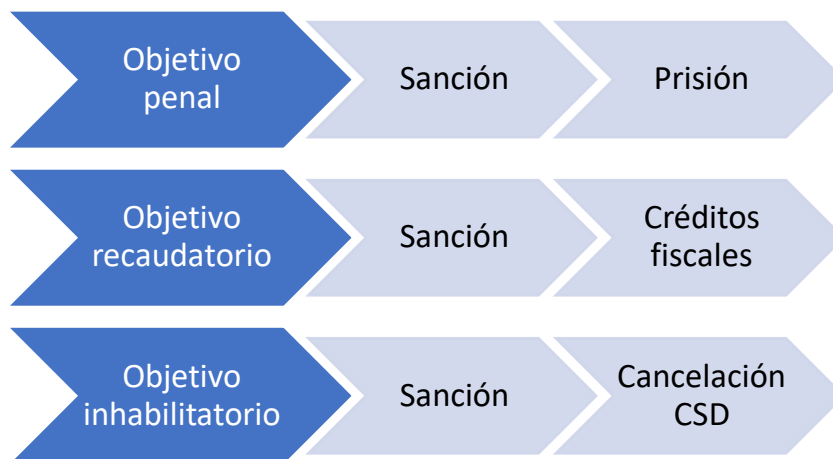 Objetivo
penal
Sanción
Prisión
Objetivo
recaudatorio
Sanción
Créditos
fiscales
Objetivo
inhabilitatorio
Sanción
Cancelación
CSD